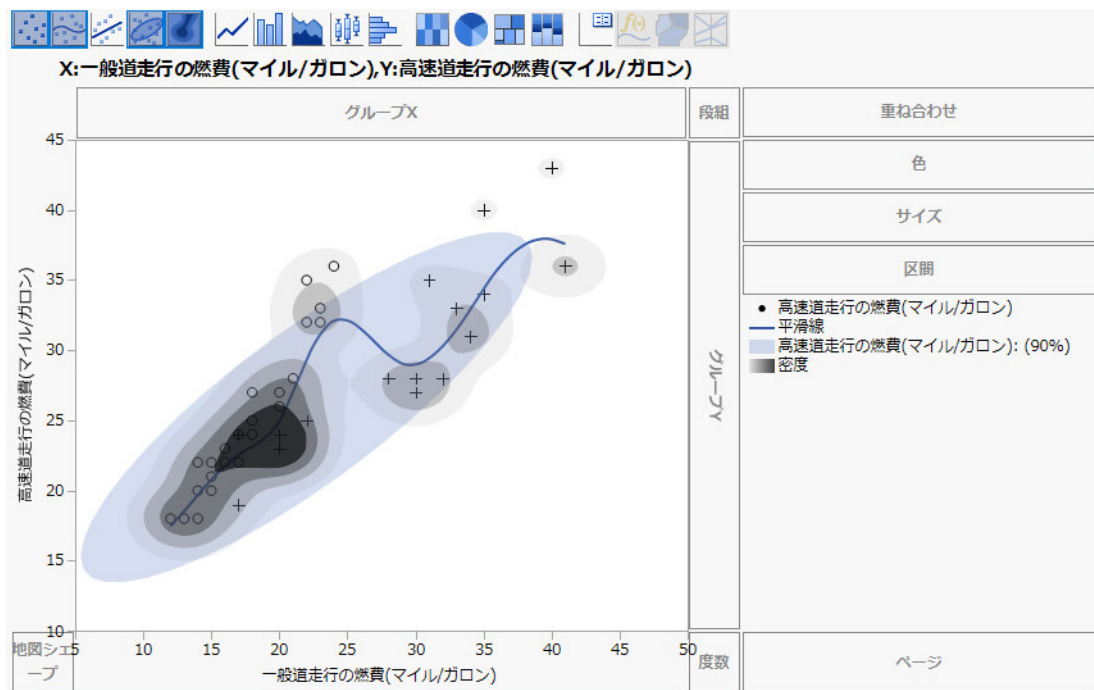 X:一般道走行の燃費(マイル/ガロン),Y:高速道走行の燃費(マイル/ガロン)
グループX
段組
重ね合わせ
色
サイズ
区間
高速道走行の燃費(マイル/ガロン)
平滑線
高速道走行の燃費(マイル/ガロン): (90%)
密度
グループY
高速道走行の燃費(マイル/ガロン)
45
40
35
30
25
20
15
10
5
10
15
20
25
30
35
40
45
50
地図シェ
ープ
一般道走行の燃費(マイル/ガロン)
度数
ページ